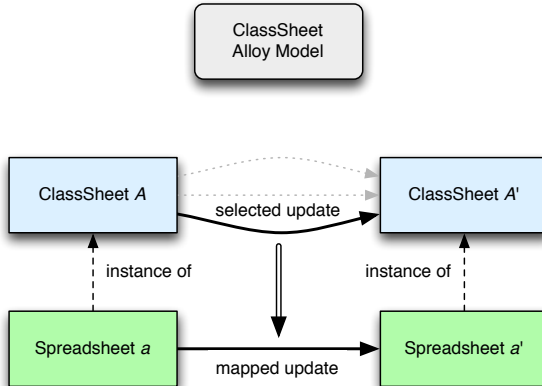 ClassSheet
Alloy Model
ClassSheet A
ClassSheet A'
selected update
instance of
instance of
Spreadsheet a
Spreadsheet a'
mapped update